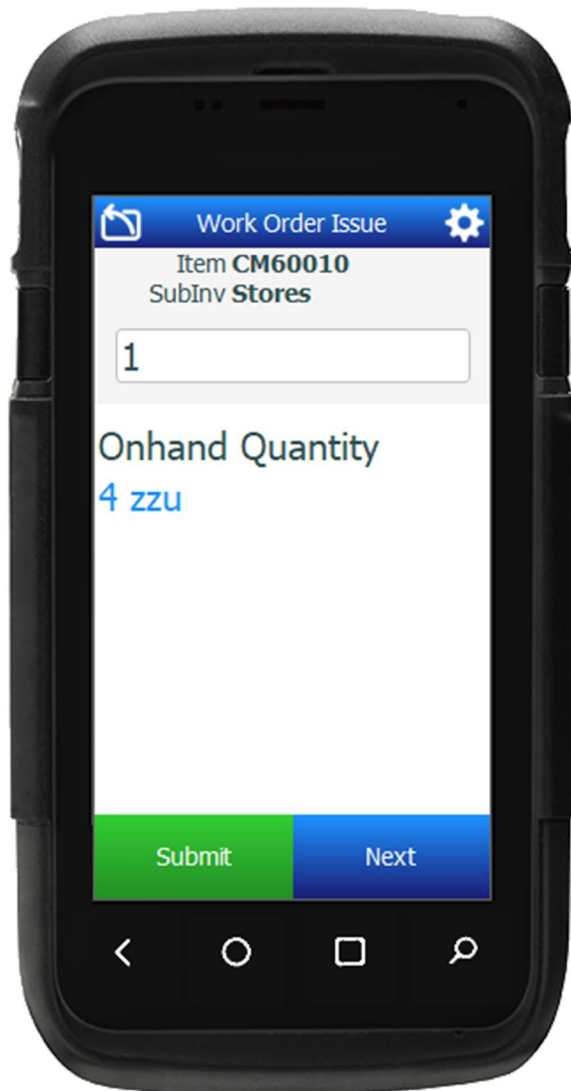 Work Order Issue
Item CM60010
SubInv Stores
1
Onhand Quantity
4 zzu
Submit Next